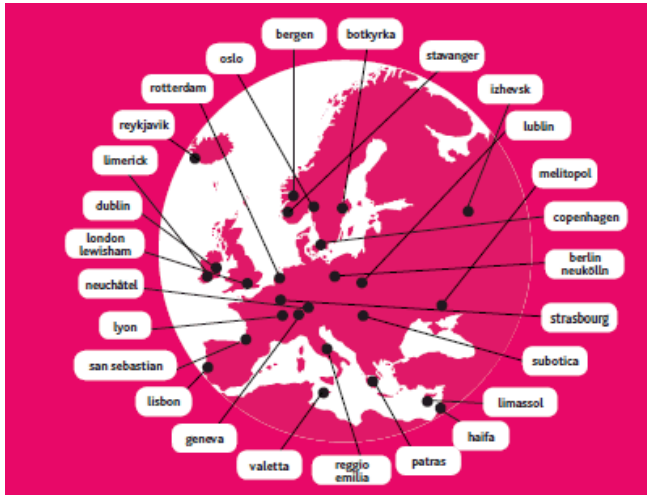 bergen
botkyrka
oslo
stavanger
rotterdam
izhevsk
reykjavik
lublin
limerick
melitopol
dublin
copenhagen
london
lewisham
berlin
neukölln
neuchâtel
strasbourg
lyon
subotica
san sebastian
lisbon
limassol
geneva
haifa
valetta
reggio
emilia
patras